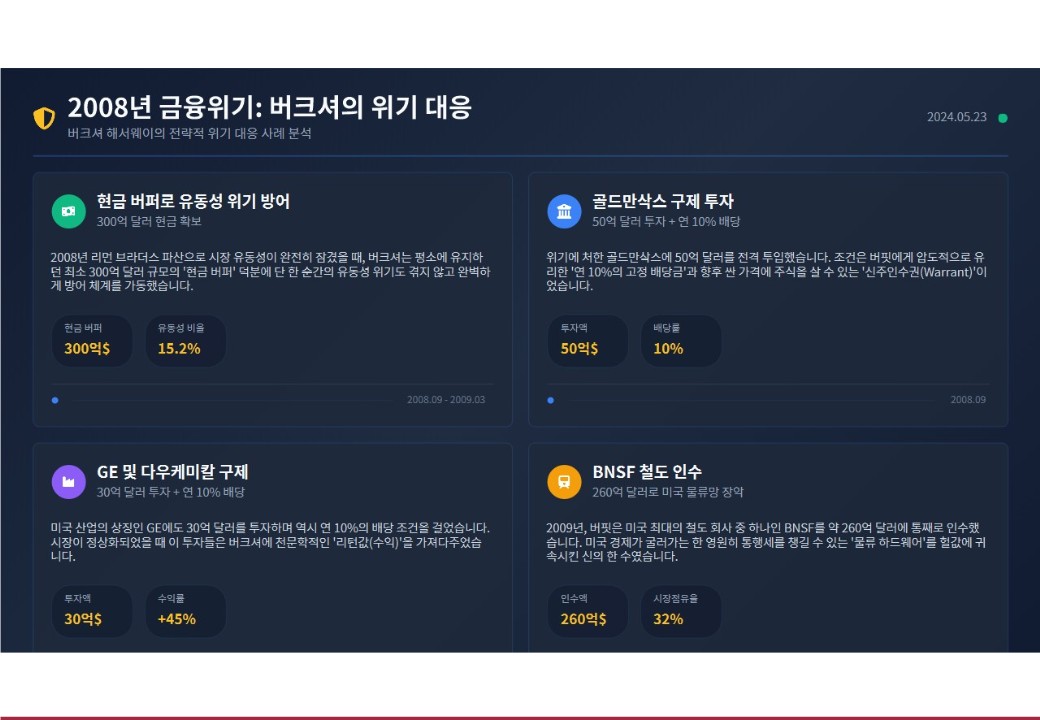 2008년 금융위기: 버크셔의 위기 대응
버크셔 해서웨이의 전략적 위기 대응 사례 분석
2024.05.23
현금 버퍼로 유동성 위기 방어
300억 달러 현금 확보
2008년 리먼 브라더스 파산으로 시장 유동성이 완전히 잠겼을 때, 버크셔는 평소에 유지하
던 최소 300억 달러 규모의 '현금 버퍼' 덕분에 단 한 순간의 유동성 위기도 겪지 않고 완벽하
게 방어 체계를 가동했습니다.
현금 버퍼
300억$
유동성 비율
15.2%
2008.09 - 2009.03
골드만삭스 구제 투자
50억 달러 투자 + 연 10% 배당
위기에 처한 골드만삭스에 50억 달러를 전격 투입했습니다. 조건은 버핏에게 압도적으로 유
리한 '연 10%의 고정 배당금'과 향후 싼 가격에 주식을 살 수 있는 '신주인수권(Warrant)'이
었습니다.
투자액
50억$
배당률
10%
2008.09
GE 및 다우케미칼 구제
30억 달러 투자 + 연 10% 배당
미국 산업의 상징인 GE에도 30억 달러를 투자하며 역시 연 10%의 배당 조건을 걸었습니다.
시장이 정상화되었을 때 이 투자들은 버크셔에 천문학적인 '리턴값(수익)'을 가져다주었습
니다.
투자액
30억$
수익률
+45%
BNSF 철도 인수
260억 달러로 미국 물류망 장악
2009년, 버핏은 미국 최대의 철도 회사 중 하나인 BNSF를 약 260억 달러에 통째로 인수했
습니다. 미국 경제가 굴러가는 한 영원히 통행세를 챙길 수 있는 '물류 하드웨어'를 헐값에 귀
속시킨 신의 한 수였습니다.
인수액
260억$
시장점유율
32%